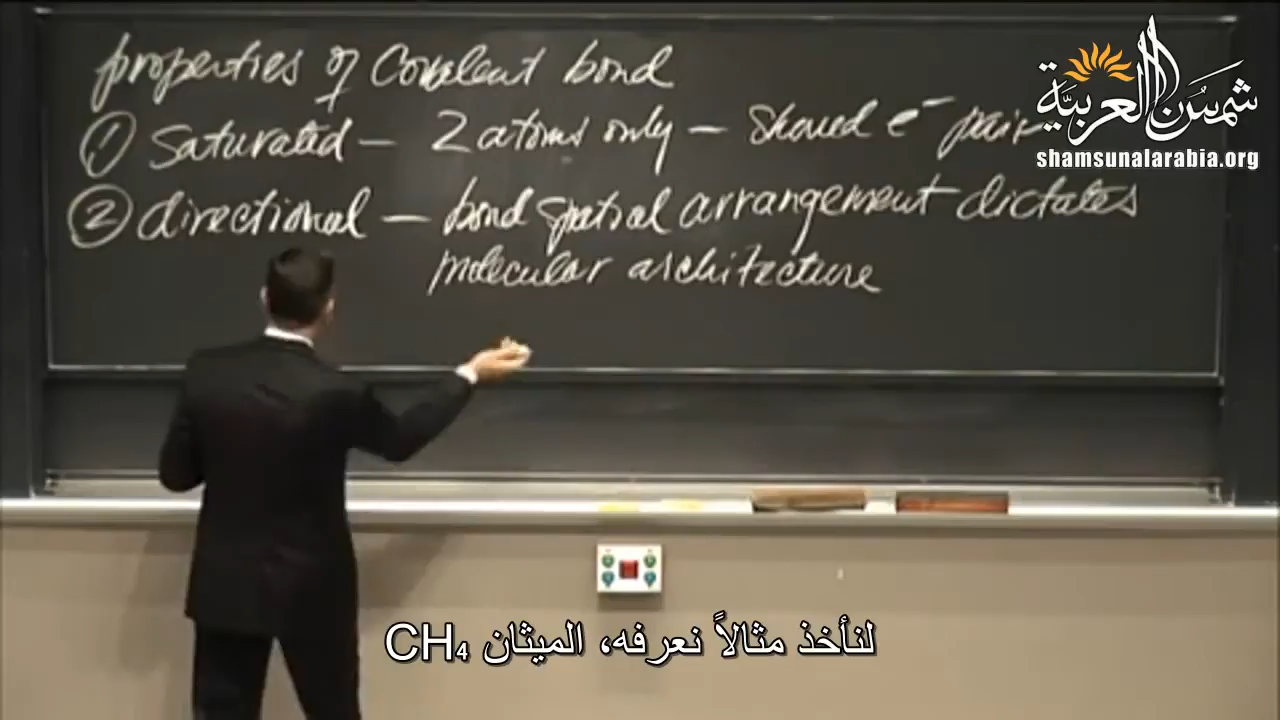 properties of Covalent bond
① Saturated – 2 atoms only – shared e⁻ pair
② directional – bond spatial arrangement dictates
molecular architecture
شمسن العربية
shamsunalarabia.org
لنأخذ مثالاً نعرفه، الميثان CH₄